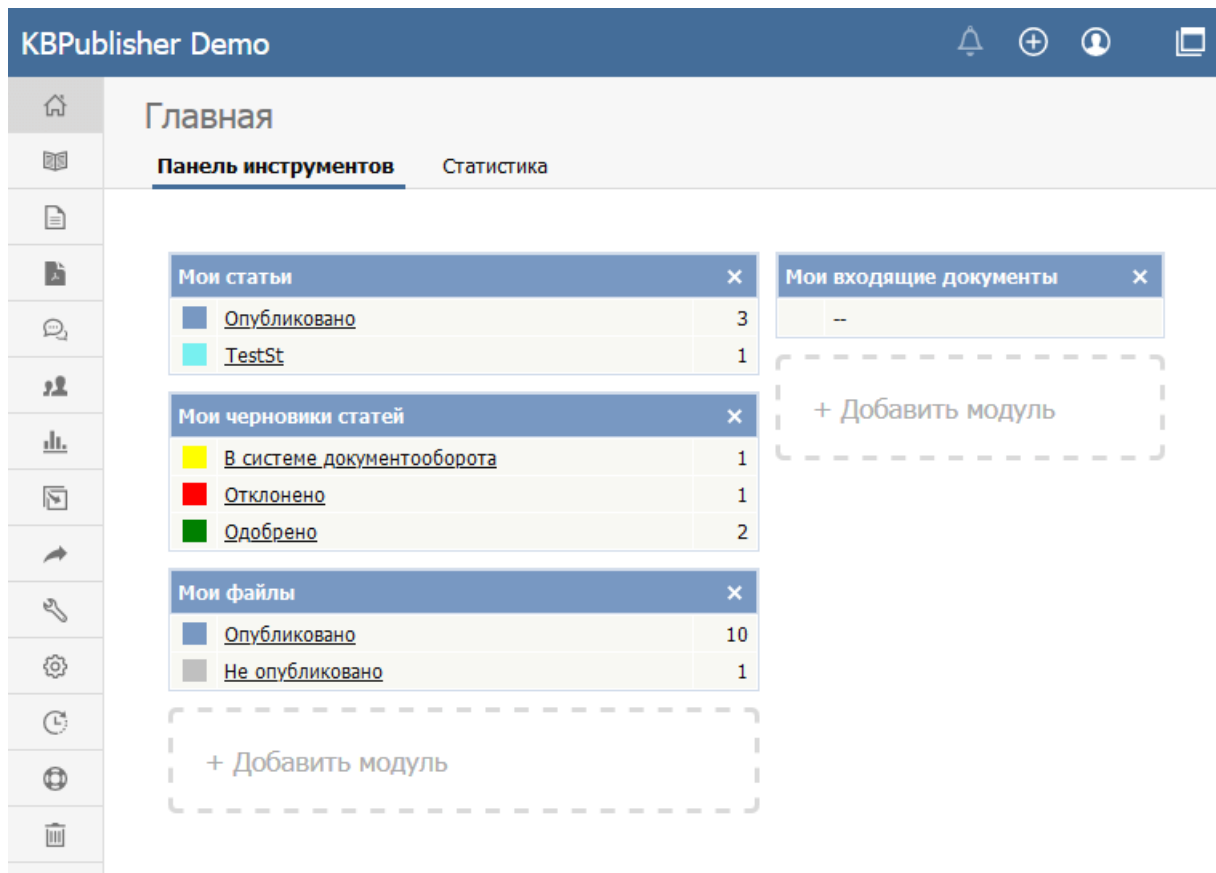 KBPublisher Demo
Главная
Панель инструментов Статистика
Мои статьи
Опубликовано 3
TestSt 1
Мои черновики статей
В системе документооборота 1
Отклонено 1
Одобрено 2
Мои файлы
Опубликовано 10
Не опубликовано 1
+ Добавить модуль
Мои входящие документы
--
+ Добавить модуль